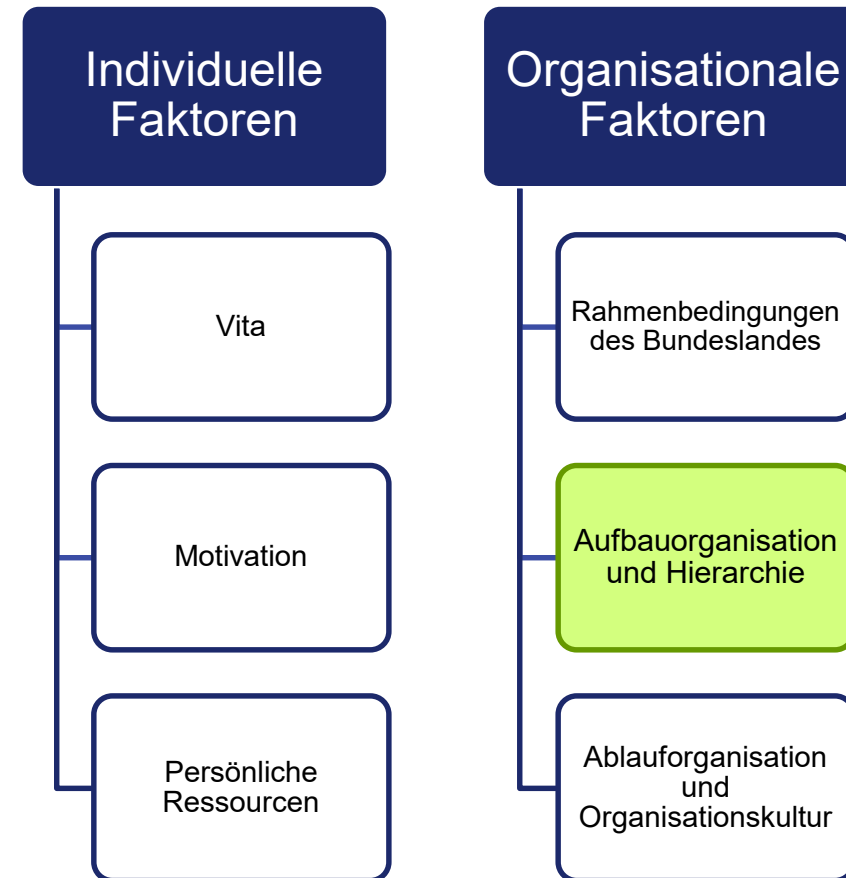 Individuelle
Faktoren
Vita
Motivation
Persönliche
Ressourcen
Organisationale
Faktoren
Rahmenbedingungen
des Bundeslandes
Aufbauorganisation
und Hierarchie
Ablauforganisation
und
Organisationskultur